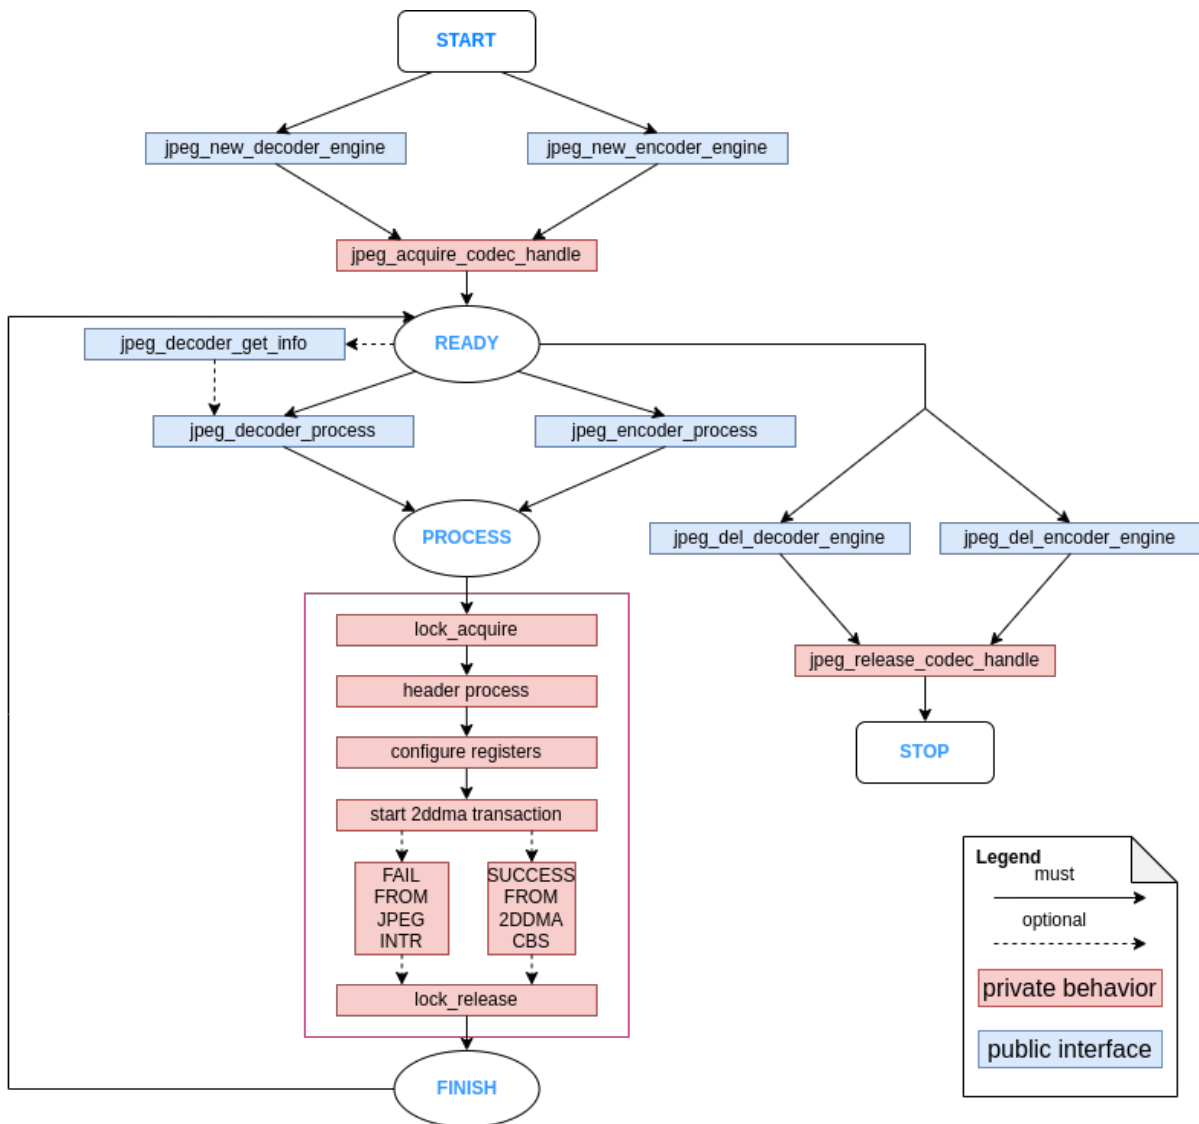 START
jpeg_new_decoder_engine
jpeg_new_encoder_engine
jpeg_acquire_codec_handle
READY
jpeg_decoder_get_info
jpeg_decoder_process
jpeg_encoder_process
PROCESS
jpeg_del_decoder_engine
jpeg_del_encoder_engine
lock_acquire
jpeg_release_codec_handle
header process
configure registers
STOP
start 2ddma transaction
FAIL
FROM
JPEG
INTR
SUCCESS
FROM
2DDMA
CBS
lock_release
FINISH
Legend
must
optional
private behavior
public interface